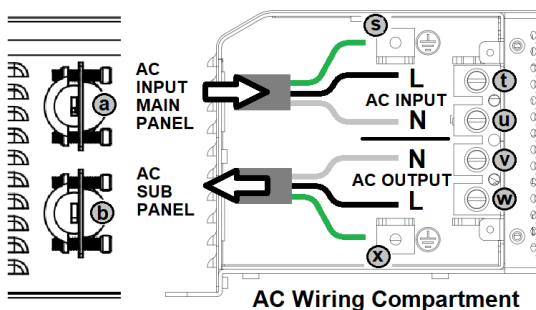 AC
INPUT
MAIN
PANEL
a
AC
SUB
PANEL
b
s
L
t
AC INPUT
N
u
N
v
AC OUTPUT
L
w
x
AC Wiring Compartment